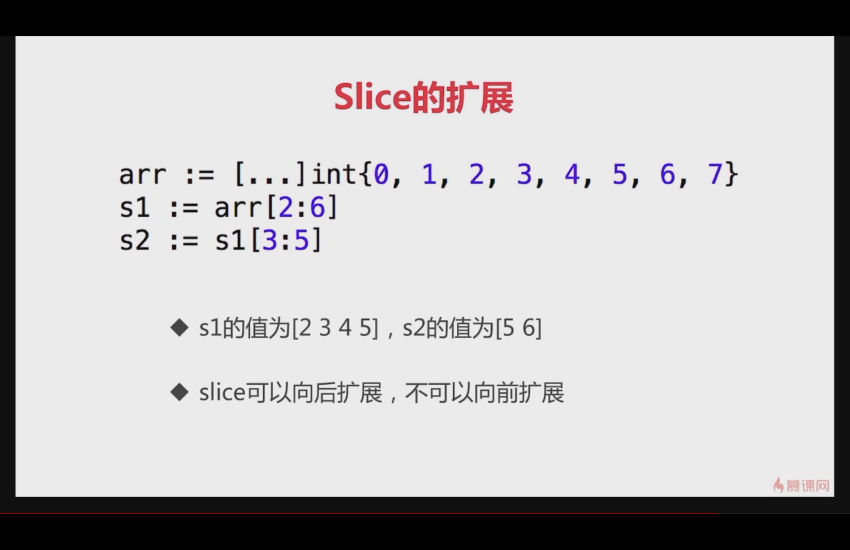 Slice的扩展
arr := [...]int{0, 1, 2, 3, 4, 5, 6, 7}
s1 := arr[2:6]
s2 := s1[3:5]
◆ s1的值为[2 3 4 5]，s2的值为[5 6]
◆ slice可以向后扩展，不可以向前扩展
慕课网